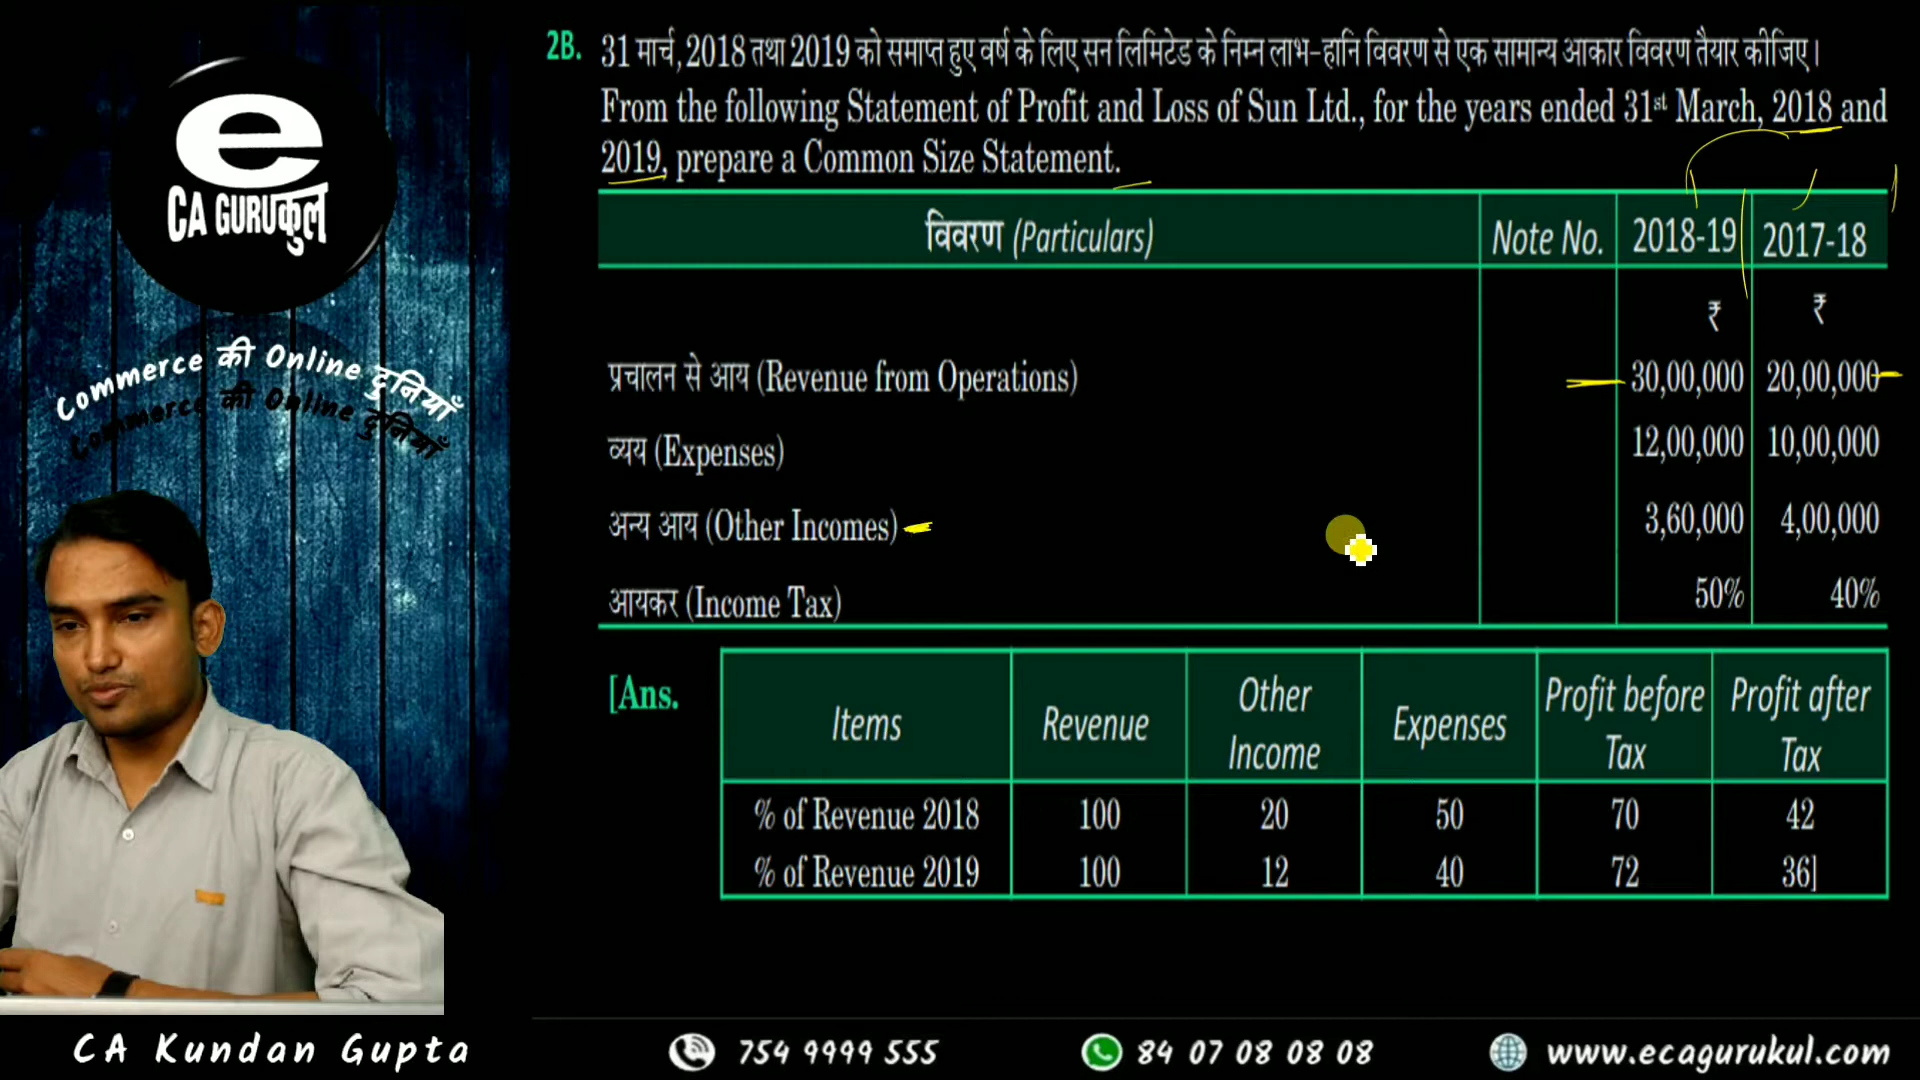 e
CA GURUकुल
Commerce की Online दुनियाँ
2B. 31 मार्च, 2018 तथा 2019 को समाप्त हुए वर्ष के लिए सन लिमिटेड के निम्न लाभ-हानि विवरण से एक सामान्य आकार विवरण तैयार कीजिए।
From the following Statement of Profit and Loss of Sun Ltd., for the years ended 31st March, 2018 and
2019, prepare a Common Size Statement.
विवरण (Particulars) Note No. 2018-19 2017-18
₹ ₹
प्रचालन से आय (Revenue from Operations) 30,00,000 20,00,000
व्यय (Expenses) 12,00,000 10,00,000
अन्य आय (Other Incomes) 3,60,000 4,00,000
आयकर (Income Tax) 50% 40%
[Ans. Items Revenue Other Income Expenses Profit before Tax Profit after Tax
% of Revenue 2018 100 20 50 70 42
% of Revenue 2019 100 12 40 72 36]
CA Kundan Gupta 754 9999 555 84 07 08 08 08 www.ecagurukul.com